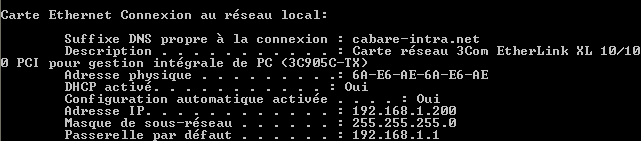 Carte Ethernet Connexion au réseau local:
Suffixe DNS propre à la connexion : cabare-intra.net
Description . . . . . . . . . . . : Carte réseau 3Com EtherLink XL 10/10
0 PCI pour gestion intégrale de PC (3C905C-TX)
Adresse physique . . . . . . . . .: 6A-E6-AE-6A-E6-AE
DHCP activé. . . . . . . . . . . : Oui
Configuration automatique activée . . . . : Oui
Adresse IP. . . . . . . . . . . . : 192.168.1.200
Masque de sous-réseau . . . . . . : 255.255.255.0
Passerelle par défaut . . . . . . : 192.168.1.1